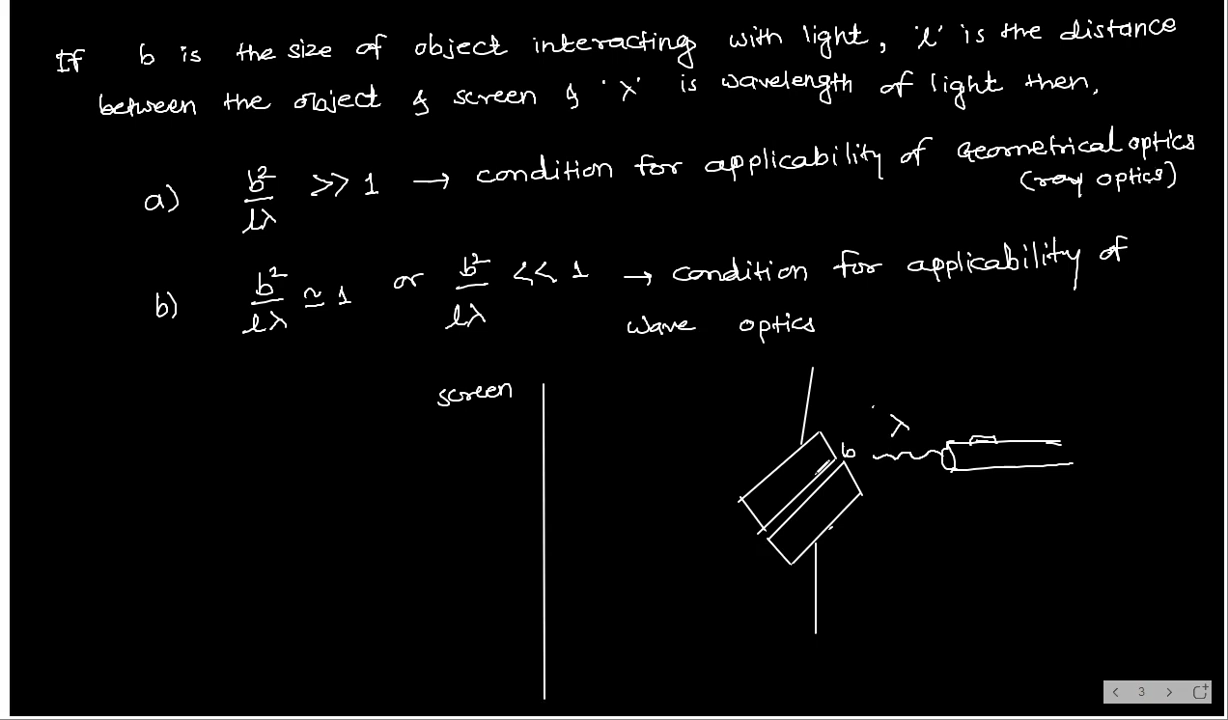 If b is the size of object interacting with light, 'l' is the distance
between the object & screen & 'λ' is wavelength of light then,
a) b²/lλ >> 1 → condition for applicability of Geometrical optics
(ray optics)
b) b²/lλ ≃ 1 or b²/lλ << 1 → condition for applicability of
wave optics
screen
λ
b
< 3 >